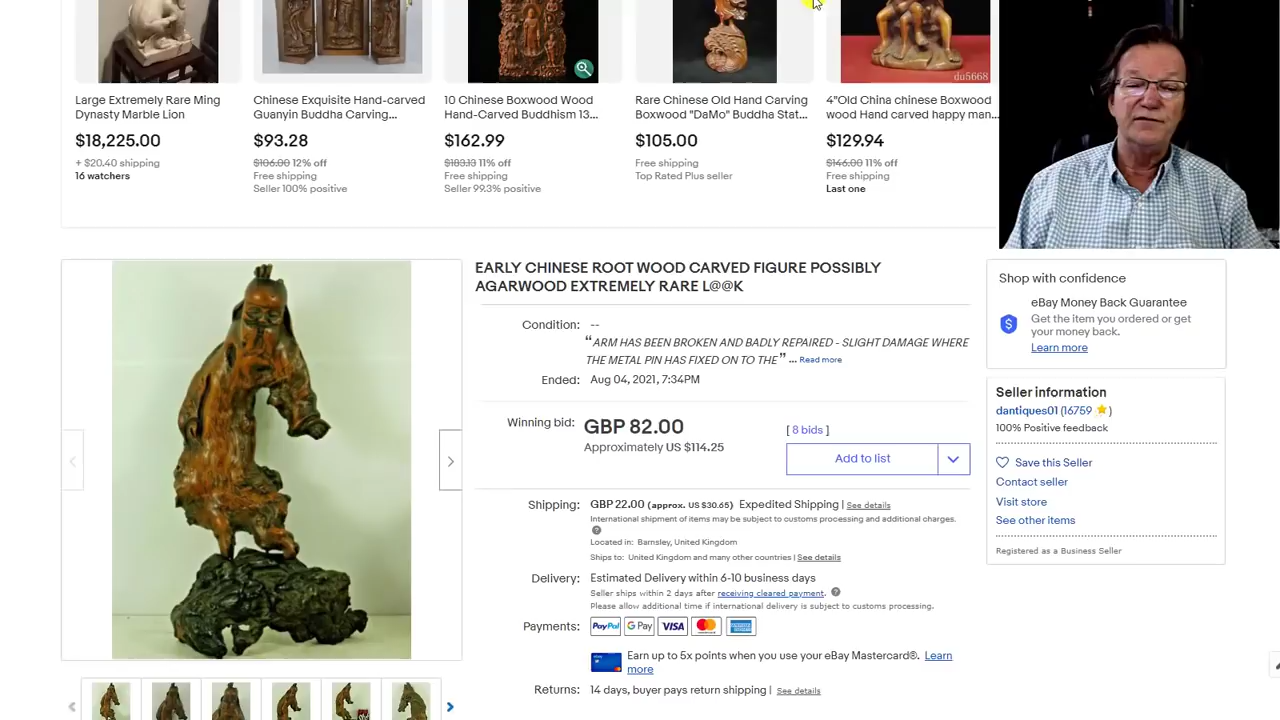 Large Extremely Rare Ming
Dynasty Marble Lion
$18,225.00
+ $20.40 shipping
16 watchers
Chinese Exquisite Hand-carved
Guanyin Buddha Carving...
$93.28
$106.00 12% off
Free shipping
Seller 100% positive
10 Chinese Boxwood Wood
Hand-Carved Buddhism 13...
$162.99
$183.13 11% off
Free shipping
Seller 99.3% positive
Rare Chinese Old Hand Carving
Boxwood "DaMo" Buddha Stat...
$105.00
Free shipping
Top Rated Plus seller
du5668
4"Old China chinese Boxwood
wood Hand carved happy man...
$129.94
$146.00 11% off
Free shipping
Last one
EARLY CHINESE ROOT WOOD CARVED FIGURE POSSIBLY
AGARWOOD EXTREMELY RARE L@@K
Condition: --
“ARM HAS BEEN BROKEN AND BADLY REPAIRED - SLIGHT DAMAGE WHERE
THE METAL PIN HAS FIXED ON TO THE” ... Read more
Ended: Aug 04, 2021, 7:34PM
Winning bid: GBP 82.00 [ 8 bids ]
Approximately US $114.25
Add to list
Shipping: GBP 22.00 (approx. US $30.65) Expedited Shipping | See details
International shipment of items may be subject to customs processing and additional charges.
Located in: Barnsley, United Kingdom
Ships to: United Kingdom and many other countries | See details
Delivery: Estimated Delivery within 6-10 business days
Seller ships within 2 days after receiving cleared payment.
Please allow additional time if international delivery is subject to customs processing.
Payments: PayPal G Pay VISA
Earn up to 5x points when you use your eBay Mastercard®. Learn
more
Returns: 14 days, buyer pays return shipping | See details
Shop with confidence
eBay Money Back Guarantee
Get the item you ordered or get
your money back.
Learn more
Seller information
dantiques01 (16759 )
100% Positive feedback
Save this Seller
Contact seller
Visit store
See other items
Registered as a Business Seller